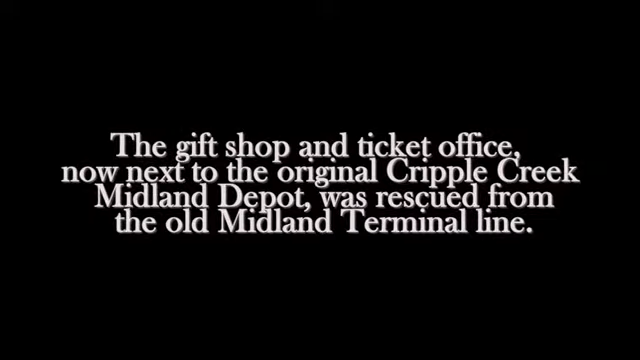 The gift shop and ticket office,
now next to the original Cripple Creek
Midland Depot, was rescued from
the old Midland Terminal line.